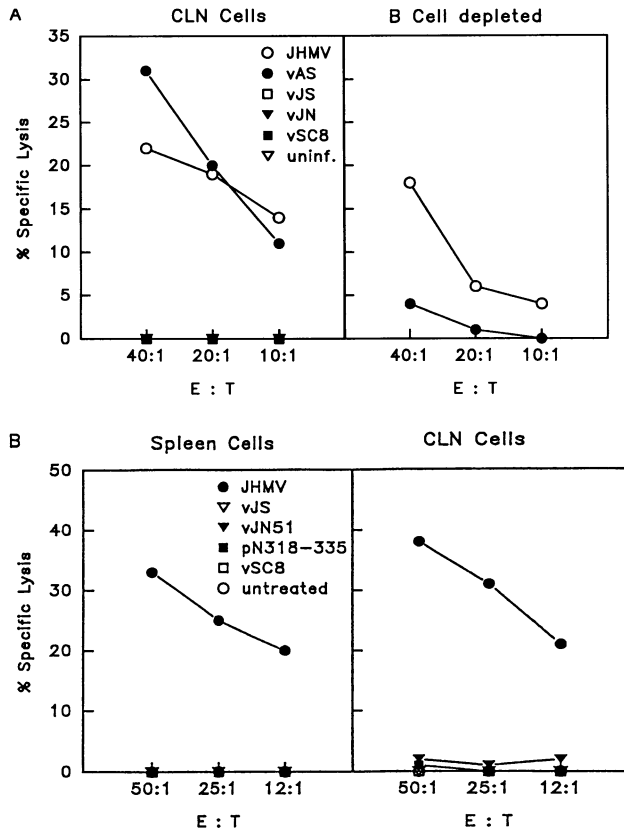 A
CLN Cells
B Cell depleted
% Specific Lysis
35
30
25
20
15
10
5
0
JHMV
vAS
vJS
vJN
vSC8
uninf.
40:1 20:1 10:1
40:1 20:1 10:1
E : T
E : T
B
Spleen Cells
CLN Cells
% Specific Lysis
50
40
30
20
10
0
JHMV
vJS
vJN51
pN318-335
vSC8
untreated
50:1 25:1 12:1
50:1 25:1 12:1
E : T
E : T